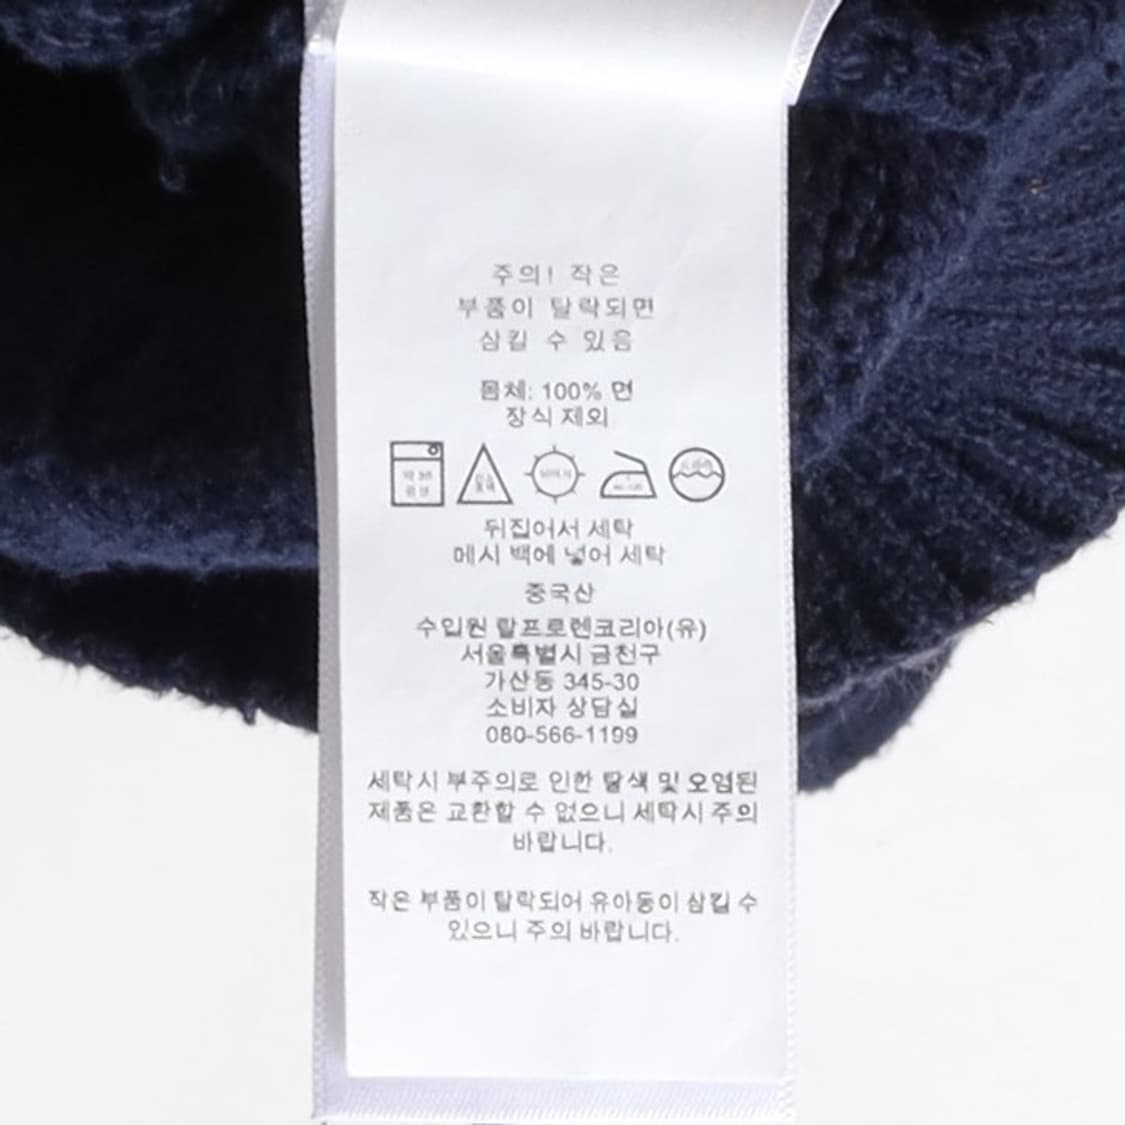 주의! 작은
부품이 탈락되면
삼킬 수 있음
몸체: 100% 면
장식 제외
약 30
중성
뒤집어서 세탁
메시 백에 넣어 세탁
중국산
수입원 랄프로렌코리아(유)
서울특별시 금천구
가산동 345-30
소비자 상담실
080-566-1199
세탁시 부주의로 인한 탈색 및 오염된
제품은 교환할 수 없으니 세탁시 주의
바랍니다.
작은 부품이 탈락되어 유아동이 삼킬 수
있으니 주의 바랍니다.